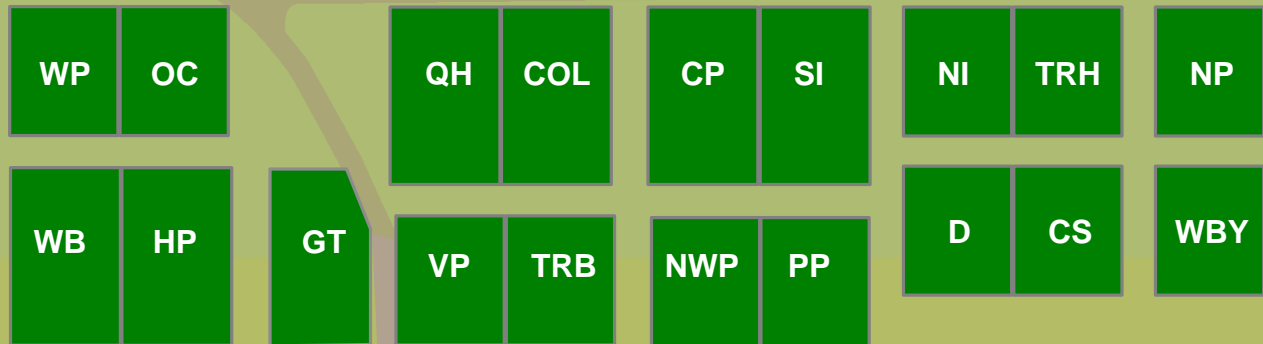 WP OC QH COL CP SI NI TRH NP
WB HP GT VP TRB NWP PP D CS WBY